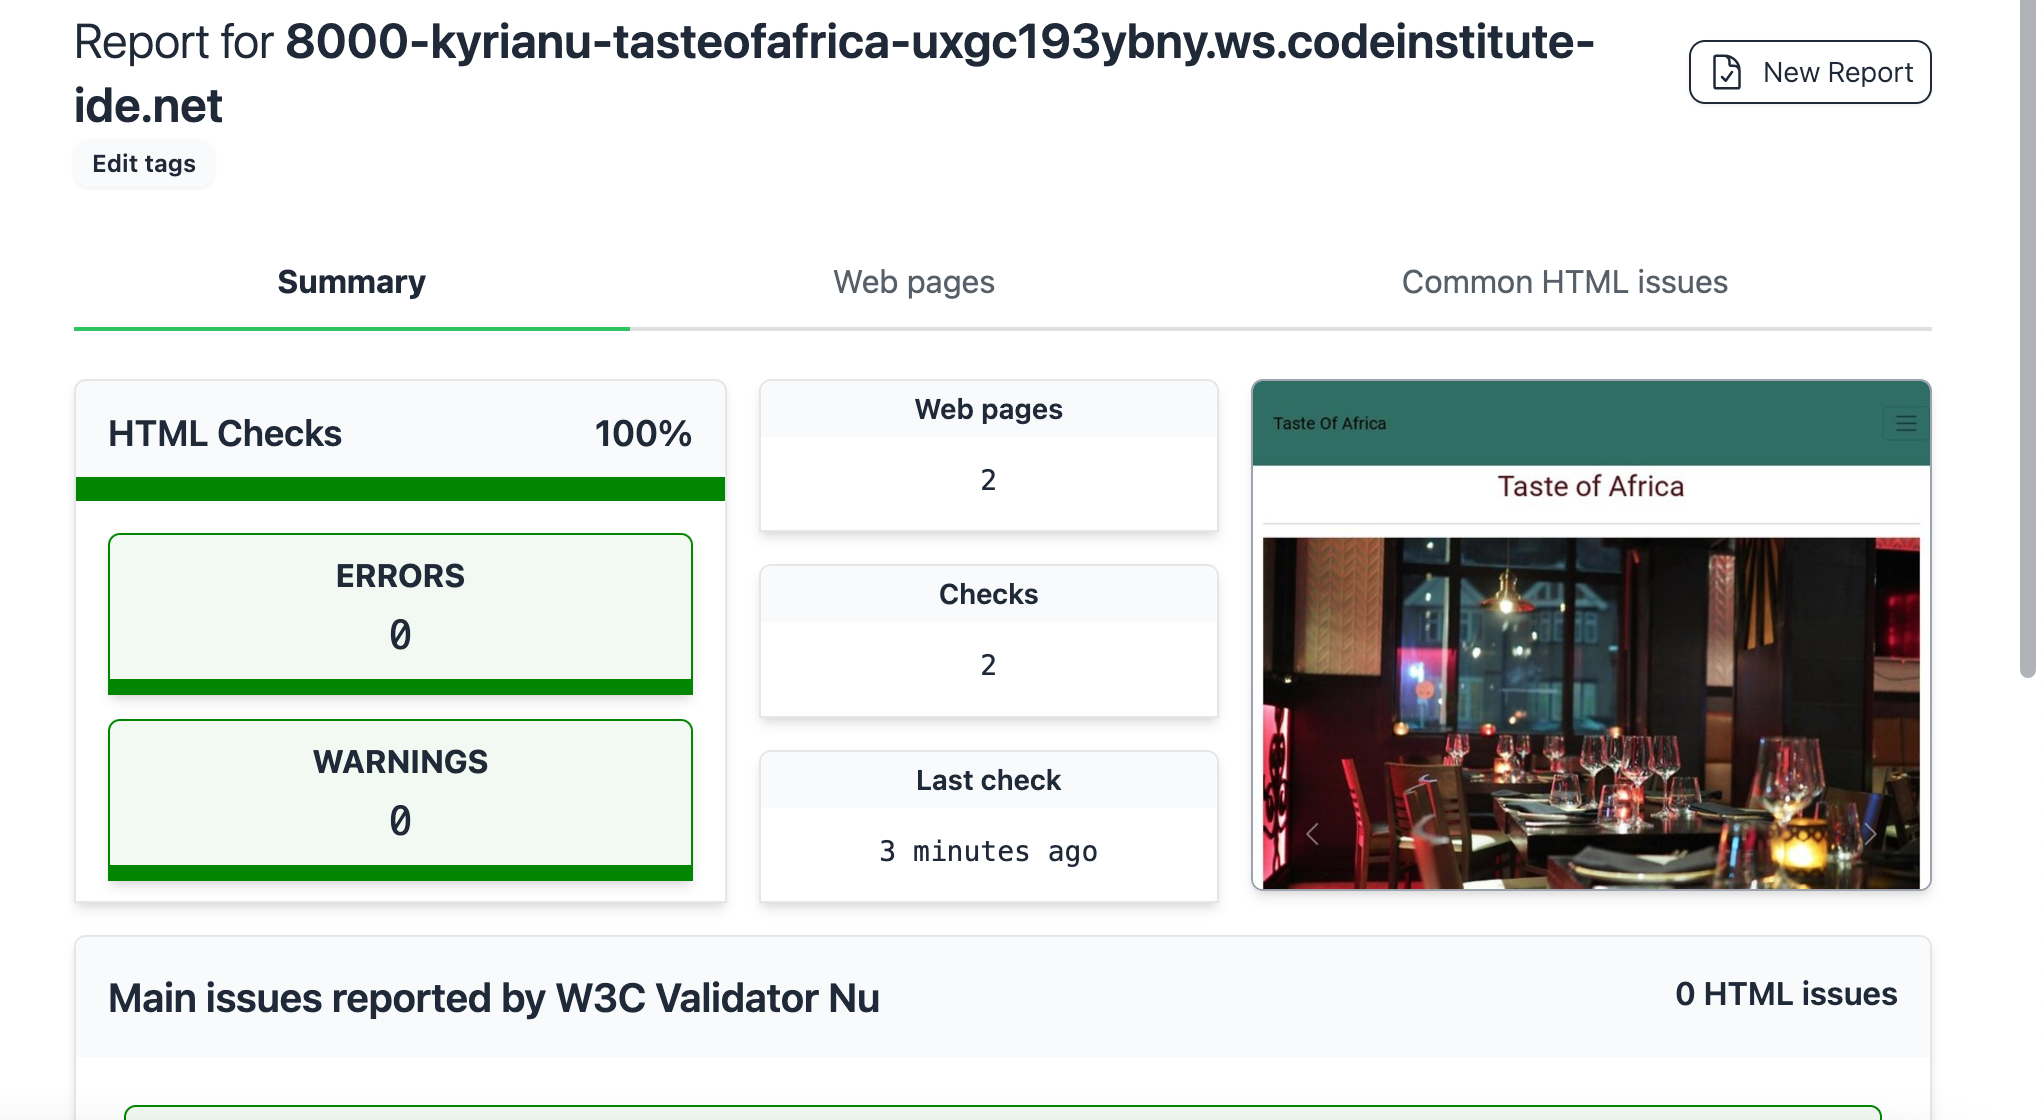 Report for 8000-kyrianu-tasteofafrica-uxgc193ybny.ws.codeinstitute-
ide.net
New Report
Edit tags
Summary
Web pages
Common HTML issues
HTML Checks 100%
ERRORS
0
WARNINGS
0
Web pages
2
Checks
2
Last check
3 minutes ago
Taste Of Africa
Taste of Africa
Main issues reported by W3C Validator Nu
0 HTML issues